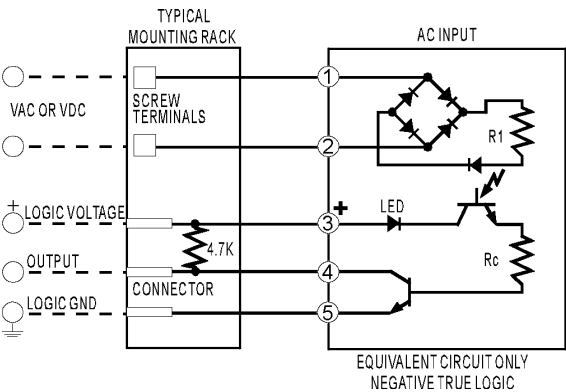 TYPICAL
MOUNTING RACK
AC INPUT
1
VAC OR VDC
SCREW
TERMINALS
R1
2
+
LOGIC VOLTAGE
3
+
LED
4.7K
OUTPUT
4
Rc
CONNECTOR
LOGIC GND
5
EQUIVALENT CIRCUIT ONLY
NEGATIVE TRUE LOGIC